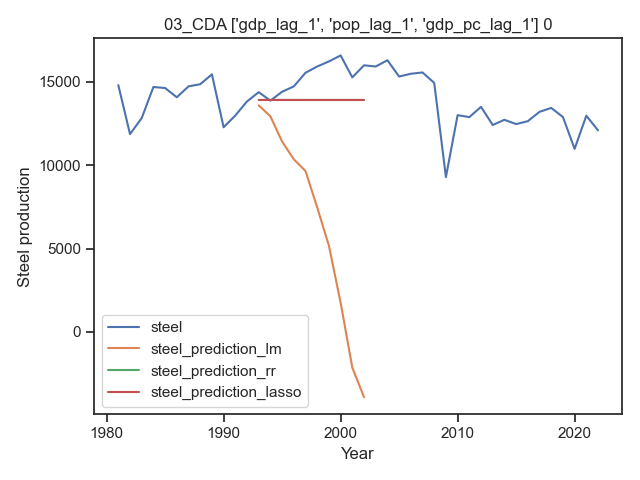 03_CDA ['gdp_lag_1', 'pop_lag_1', 'gdp_pc_lag_1'] 0
15000
10000
5000
0
Steel production
steel
steel_prediction_lm
steel_prediction_rr
steel_prediction_lasso
1980
1990
2000
2010
2020
Year